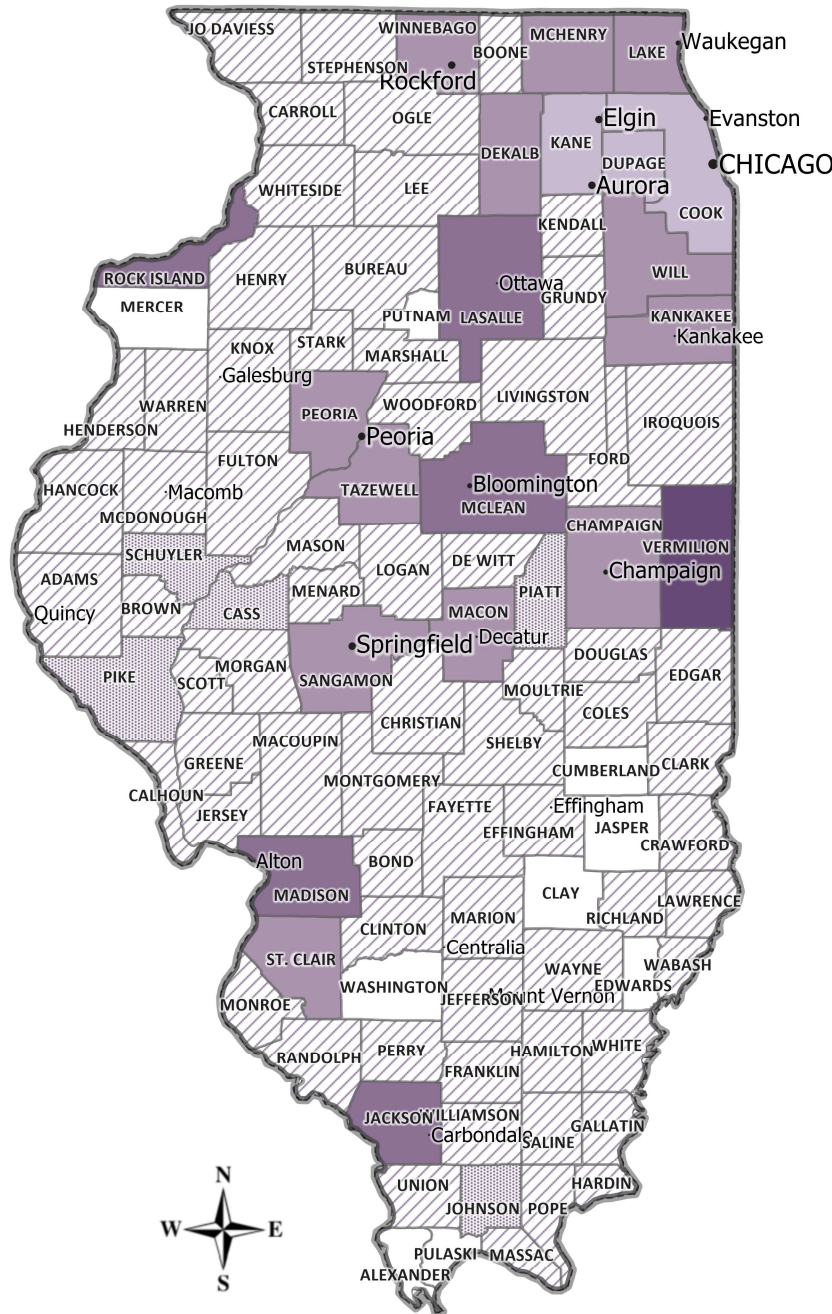 JO DAVIESS
STEPHENSON
WINNEBAGO
Rockford
BOONE
MCHENRY
LAKE
Waukegan
CARROLL
OGLE
DEKALB
KANE
Elgin
Evanston
DUPAGE
CHICAGO
Aurora
COOK
WHITESIDE
LEE
KENDALL
ROCK ISLAND
HENRY
BUREAU
WILL
MERCER
PUTNAM
LASALLE
Ottawa
GRUNDY
KANKAKEE
Kankakee
KNOX
STARK
MARSHALL
Galesburg
HENDERSON
WARREN
PEORIA
WOODFORD
LIVINGSTON
IROQUOIS
Peoria
FORD
FULTON
HANCOCK
Macomb
MCDONOUGH
TAZEWELL
Bloomington
MCLEAN
CHAMPAIGN
VERMILION
SCHUYLER
MASON
LOGAN
DE WITT
Champaign
ADAMS
Quincy
BROWN
CASS
MENARD
PIATT
MACON
Decatur
Springfield
PIKE
SCOTT
MORGAN
SANGAMON
DOUGLAS
EDGAR
MOULTRIE
COLES
CHRISTIAN
SHELBY
MACOUPIN
GREENE
MONTGOMERY
CUMBERLAND
CLARK
CALHOUN
JERSEY
FAYETTE
Effingham
EFFINGHAM
JASPER
CRAWFORD
Alton
MADISON
BOND
CLAY
RICHLAND
LAWRENCE
CLINTON
MARION
Centralia
ST. CLAIR
WASHINGTON
WAYNE
EDWARDS
WABASH
MONROE
JEFFERSON
Mount Vernon
RANDOLPH
PERRY
FRANKLIN
HAMILTON
WHITE
JACKSON
WILLIAMSON
Carbondale
SALINE
GALLATIN
UNION
JOHNSON
POPE
HARDIN
PULASKI
MASSAC
ALEXANDER
N
W
E
S